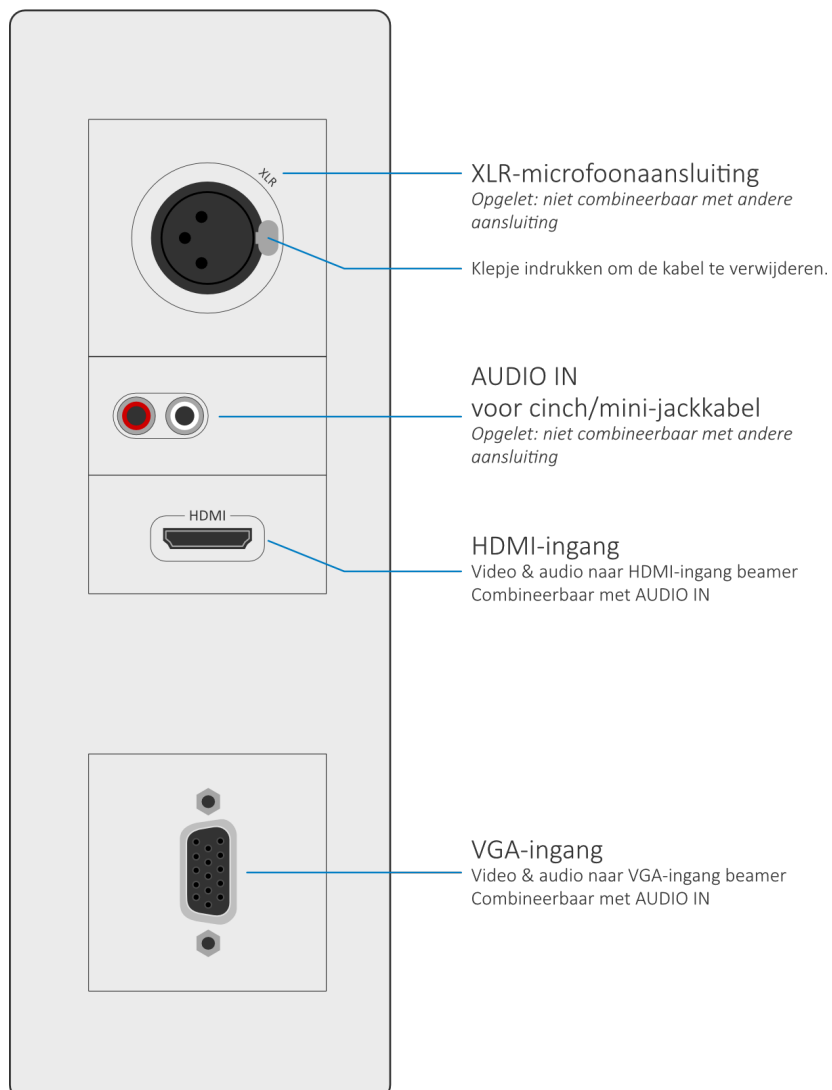 XLR
XLR-microfoonaansluiting
Opgelet: niet combineerbaar met andere
aansluiting
Klepje indrukken om de kabel te verwijderen.
AUDIO IN
voor cinch/mini-jackkabel
Opgelet: niet combineerbaar met andere
aansluiting
HDMI
HDMI-ingang
Video & audio naar HDMI-ingang beamer
Combineerbaar met AUDIO IN
VGA-ingang
Video & audio naar VGA-ingang beamer
Combineerbaar met AUDIO IN